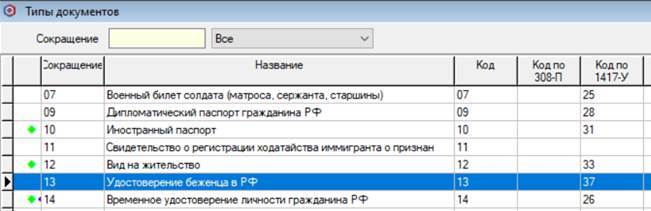 Типы документов
Сокращение Все
Сокращение Название Код Код по 308-П Код по 1417-У
07 Военный билет солдата (матроса, сержанта, старшины) 07 25
09 Дипломатический паспорт гражданина РФ 09 28
10 Иностранный паспорт 10 31
11 Свидетельство о регистрации ходатайства иммигранта о признан 11
12 Вид на жительство 12 33
13 Удостоверение беженца в РФ 13 37
14 Временное удостоверение личности гражданина РФ 14 26